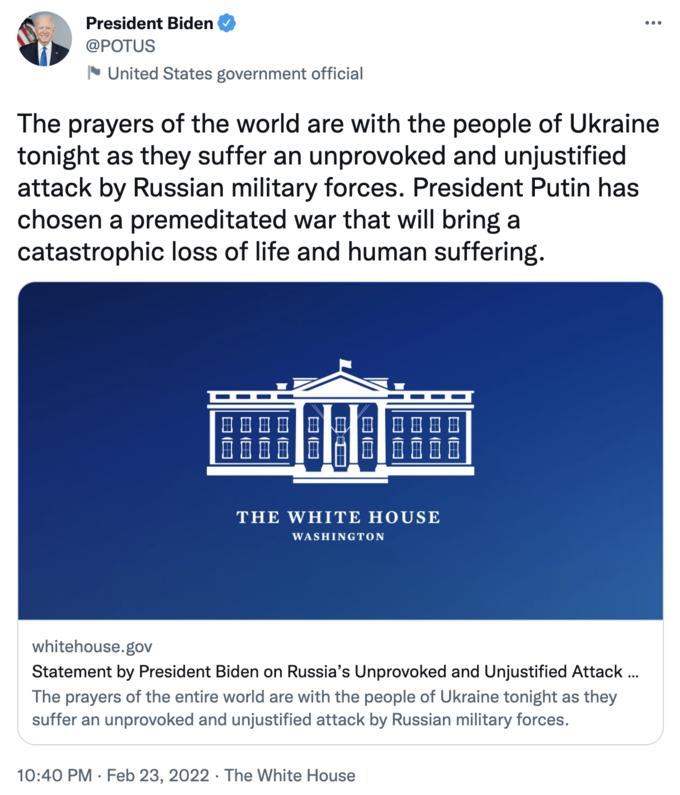 President Biden
@POTUS
United States government official
The prayers of the world are with the people of Ukraine
tonight as they suffer an unprovoked and unjustified
attack by Russian military forces. President Putin has
chosen a premeditated war that will bring a
catastrophic loss of life and human suffering.
THE WHITE HOUSE
WASHINGTON
whitehouse.gov
Statement by President Biden on Russia’s Unprovoked and Unjustified Attack ...
The prayers of the entire world are with the people of Ukraine tonight as they
suffer an unprovoked and unjustified attack by Russian military forces.
10:40 PM · Feb 23, 2022 · The White House